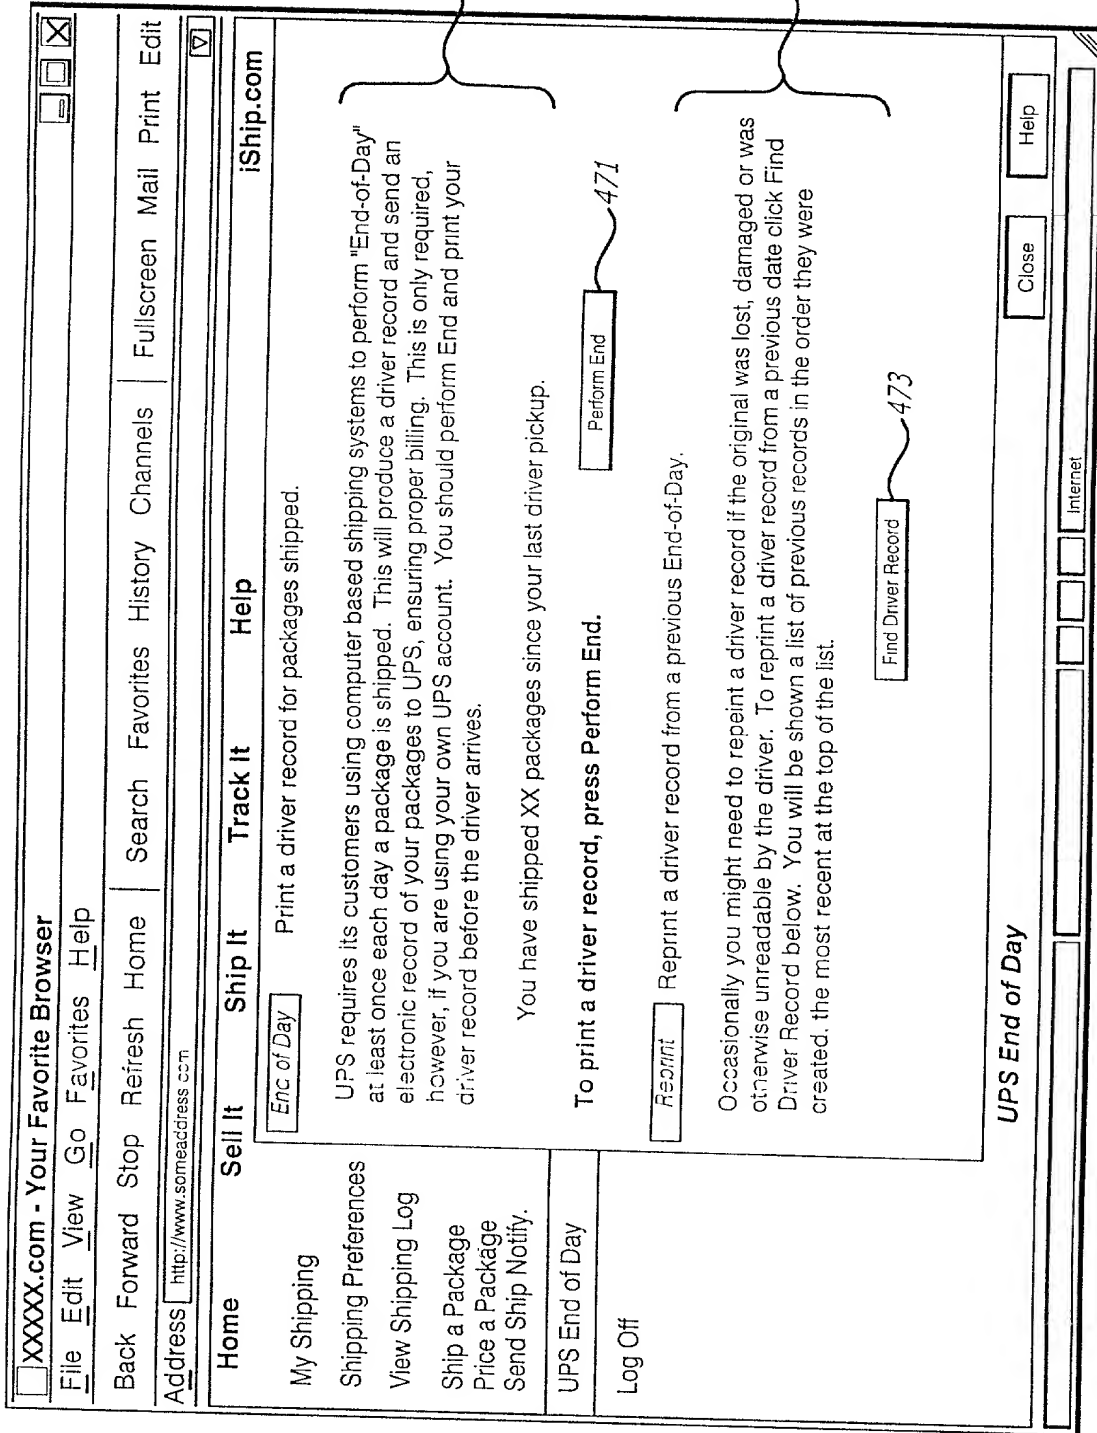 XXXXX.com - Your Favorite Browser
File Edit View Go Favorites Help
Back Forward Stop Refresh Home Search Favorites History Channels Fullscreen Mail Print Edit
Address http://www.someaddress.com
Home Sell It Ship It Track It Help iShip.com
My Shipping
Shipping Preferences
View Shipping Log
Ship a Package
Price a Package
Send Ship Notify.
UPS End of Day
Log Off
End of Day Print a driver record for packages shipped.
UPS requires its customers using computer based shipping systems to perform "End-of-Day"
at least once each day a package is shipped. This will produce a driver record and send an
electronic record of your packages to UPS, ensuring proper billing. This is only required,
however, if you are using your own UPS account. You should perform End and print your
driver record before the driver arrives.
You have shipped XX packages since your last driver pickup.
To print a driver record, press Perform End.
Perform End
471
Reprint Reprint a driver record from a previous End-of-Day.
Occasionally you might need to repeint a driver record if the original was lost, damaged or was
otherwise unreadable by the driver. To reprint a driver record from a previous date click Find
Driver Record below. You will be shown a list of previous records in the order they were
created. the most recent at the top of the list.
Find Driver Record
473
UPS End of Day
Close
Help
Internet